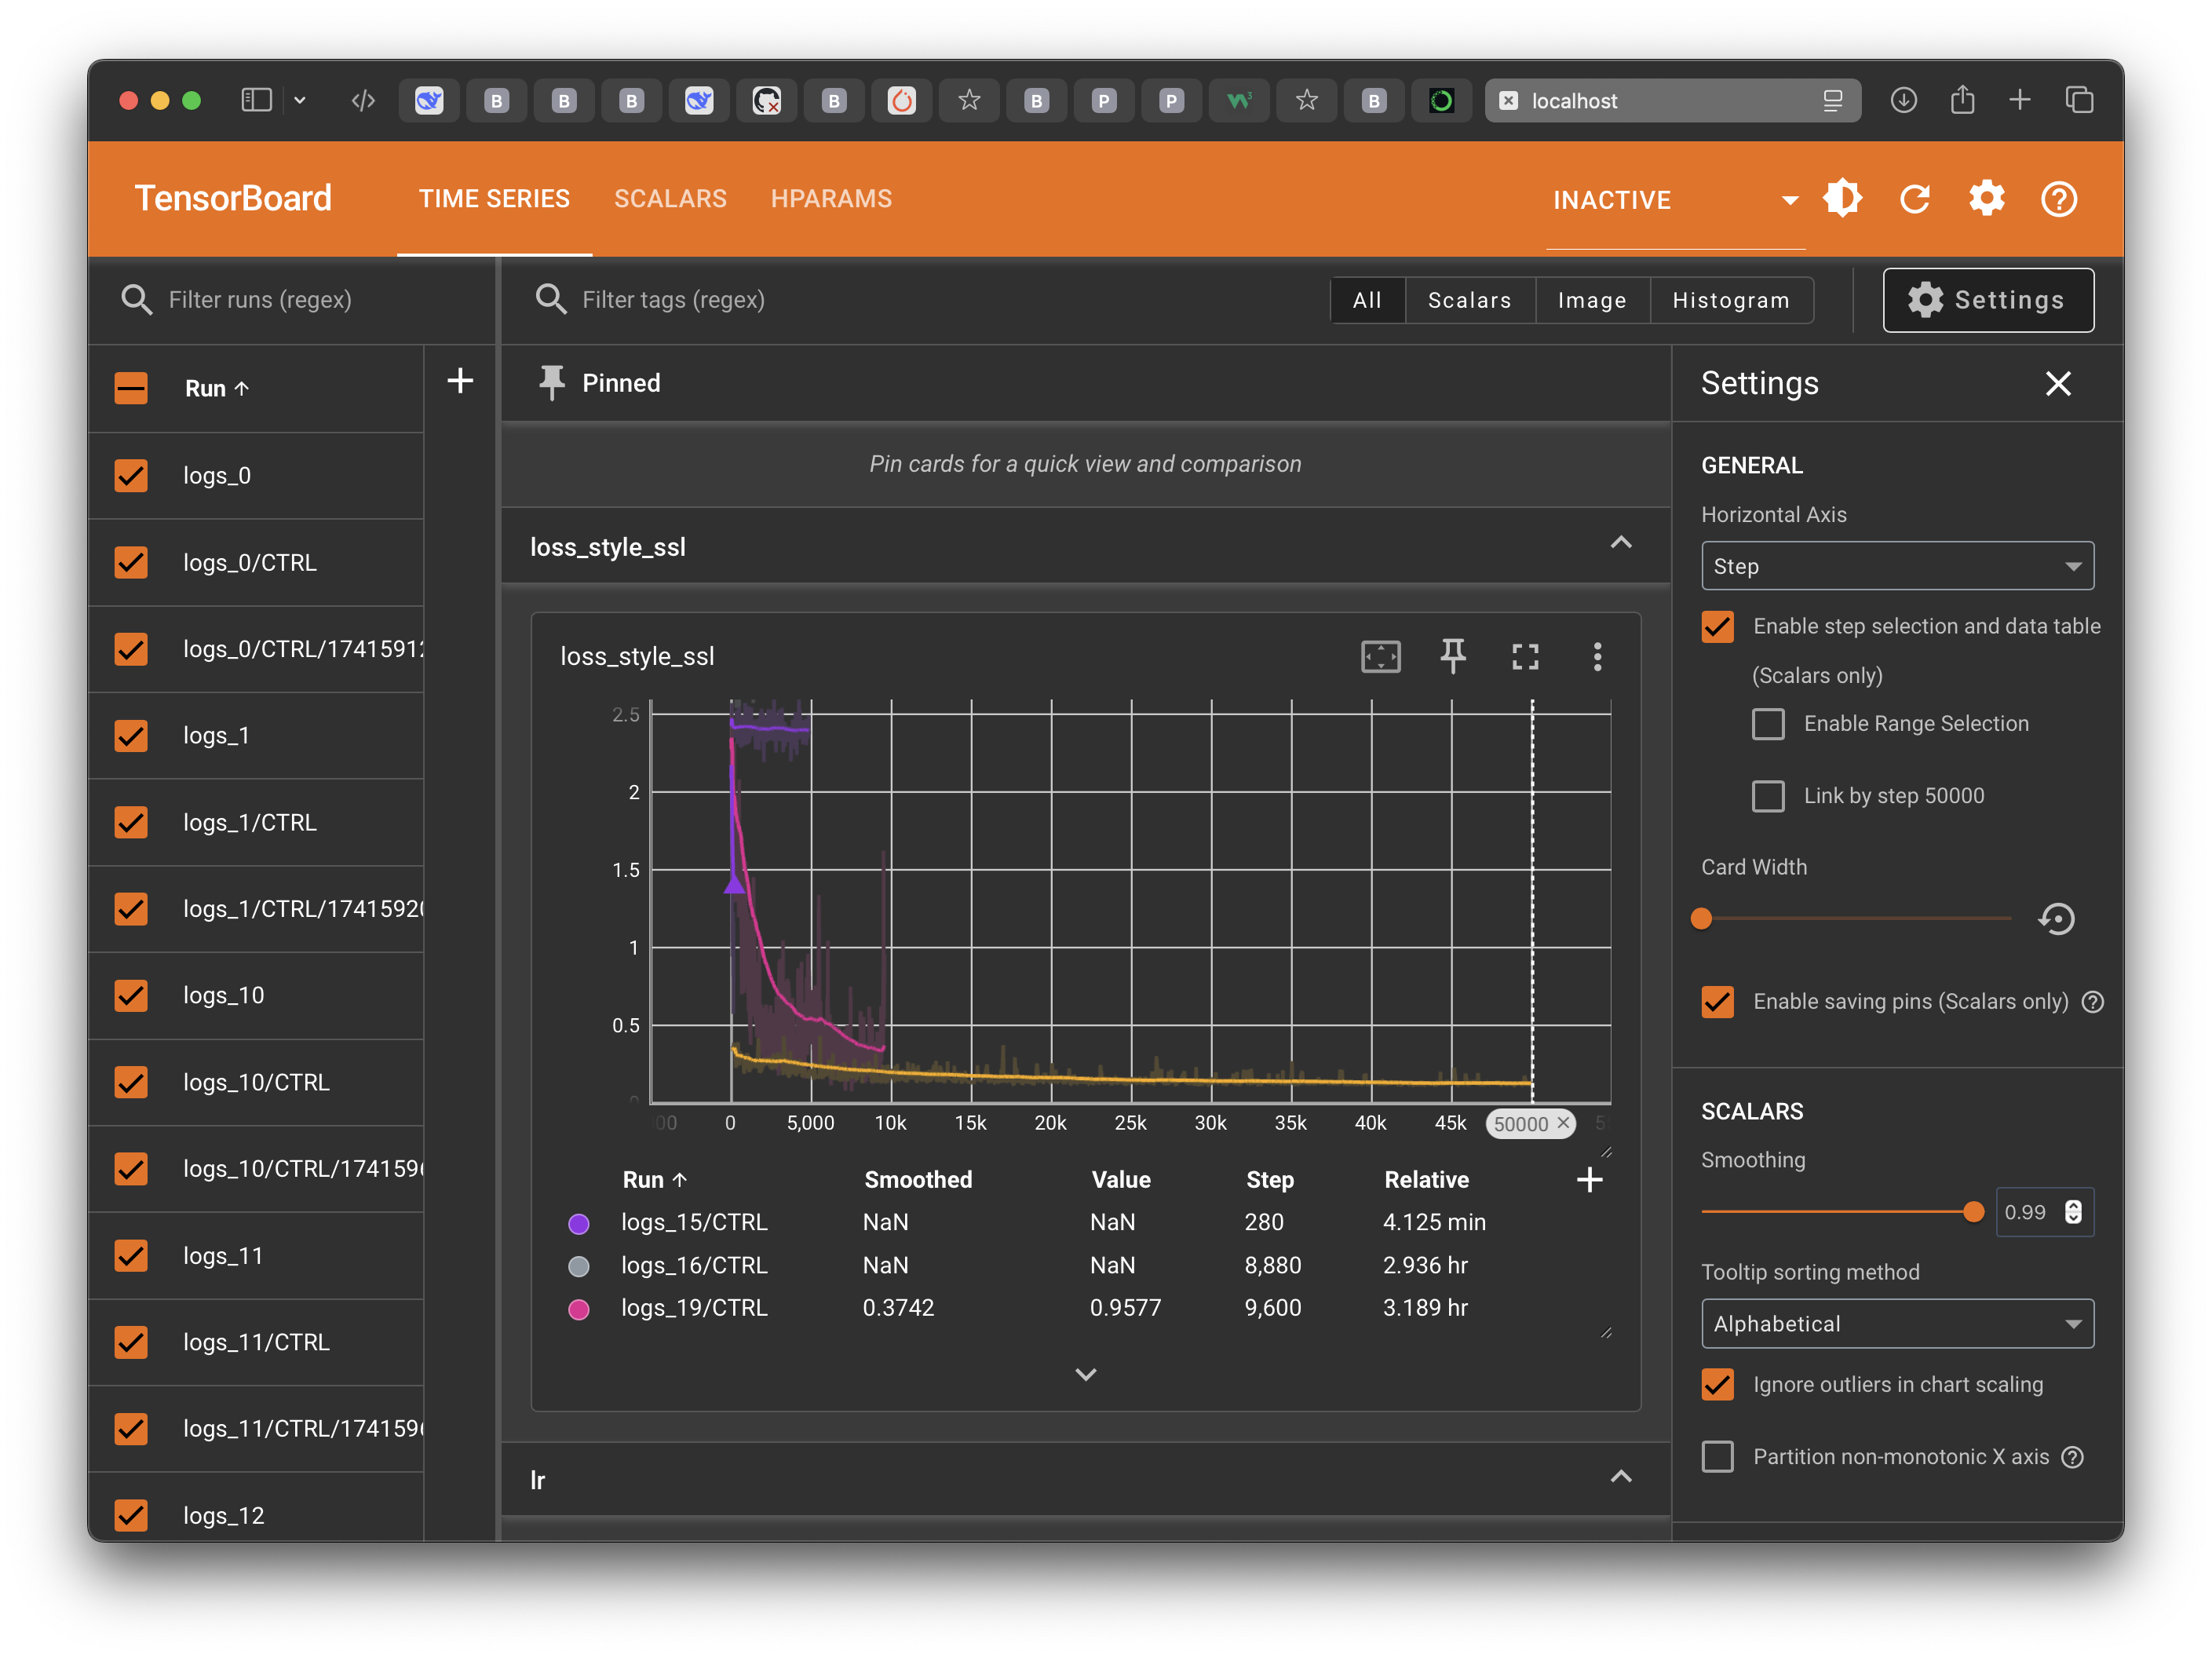 localhost
TensorBoard
TIME SERIES
SCALARS
HPARAMS
INACTIVE
Filter runs (regex)
Filter tags (regex)
All
Scalars
Image
Histogram
Settings
Run
logs_0
logs_0/CTRL
logs_0/CTRL/1741591
logs_1
logs_1/CTRL
logs_1/CTRL/1741592
logs_10
logs_10/CTRL
logs_10/CTRL/174159
logs_11
logs_11/CTRL
logs_11/CTRL/174159
logs_12
Pinned
Pin cards for a quick view and comparison
loss_style_ssl
loss_style_ssl
2.5
2
1.5
1
0.5
0
0 5,000 10k 15k 20k 25k 30k 35k 40k 45k 50000
Run Smoothed Value Step Relative
logs_15/CTRL NaN NaN 280 4.125 min
logs_16/CTRL NaN NaN 8,880 2.936 hr
logs_19/CTRL 0.3742 0.9577 9,600 3.189 hr
lr
Settings
GENERAL
Horizontal Axis
Step
Enable step selection and data table
(Scalars only)
Enable Range Selection
Link by step 50000
Card Width
Enable saving pins (Scalars only)
SCALARS
Smoothing
0.99
Tooltip sorting method
Alphabetical
Ignore outliers in chart scaling
Partition non-monotonic X axis